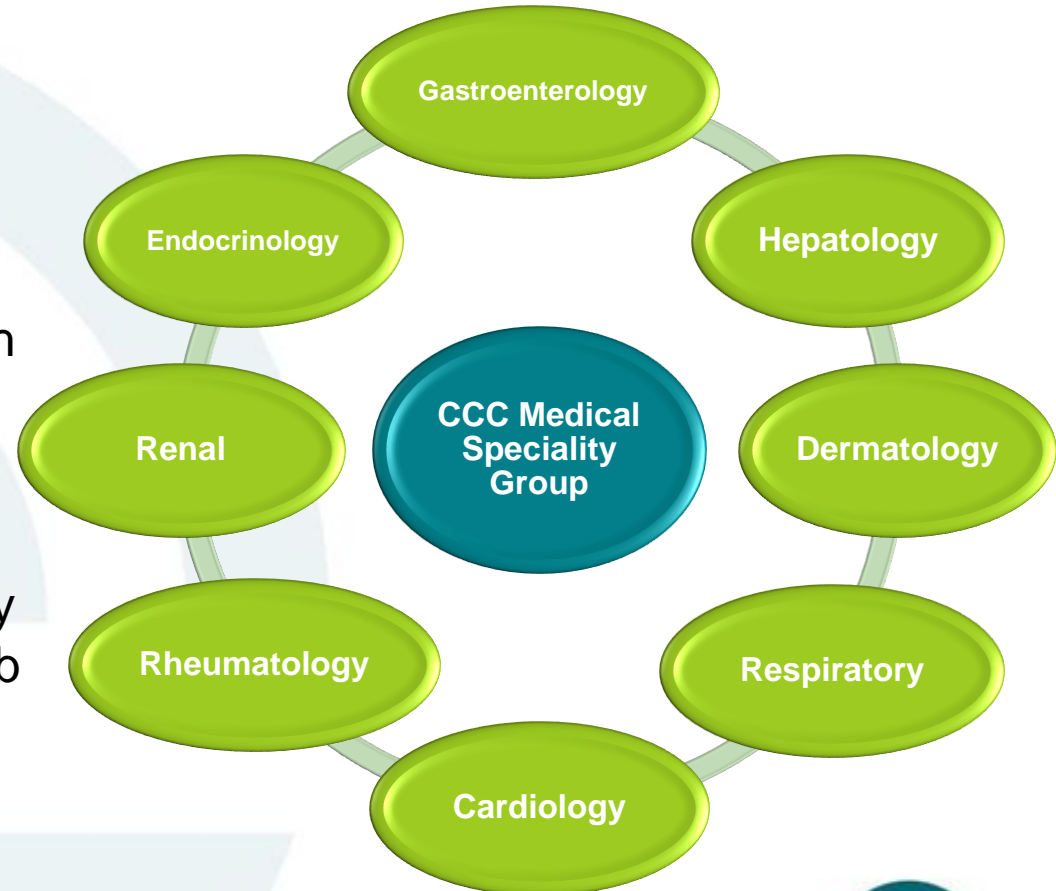 Gastroenterology
Endocrinology
Hepatology
CCC Medical
Speciality
Group
Renal
Dermatology
Rheumatology
Respiratory
Cardiology